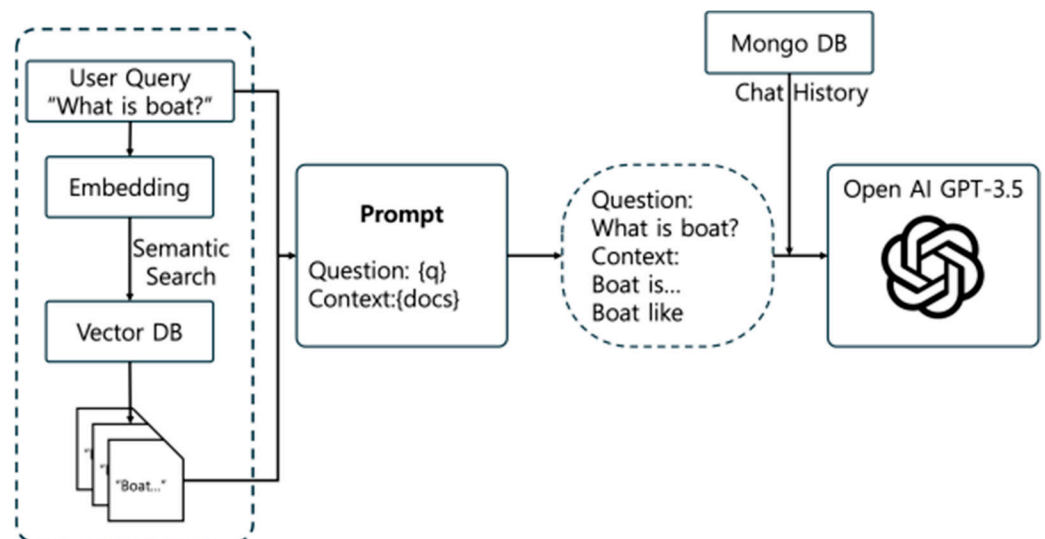 User Query
"What is boat?"
Embedding
Semantic
Search
Vector DB
"Boat..."
Prompt
Question: {q}
Context:{docs}
Question:
What is boat?
Context:
Boat is...
Boat like
Mongo DB
Chat History
Open AI GPT-3.5